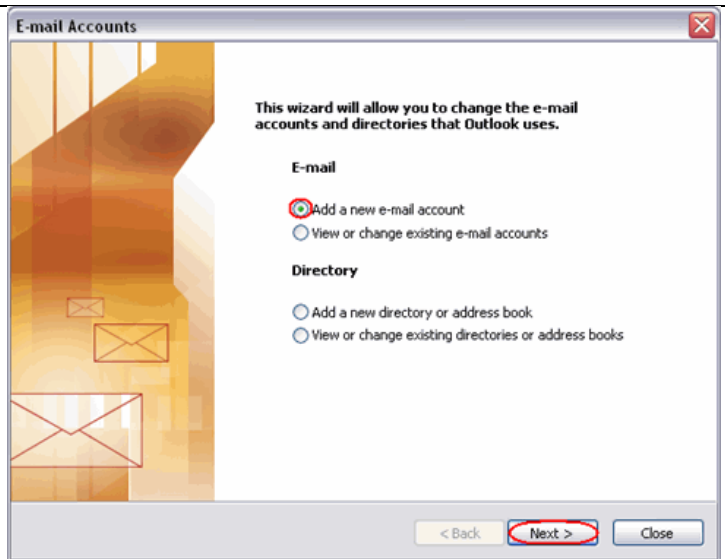 E-mail Accounts
This wizard will allow you to change the e-mail
accounts and directories that Outlook uses.
E-mail
Add a new e-mail account
View or change existing e-mail accounts
Directory
Add a new directory or address book
View or change existing directories or address books
< Back Next > Close